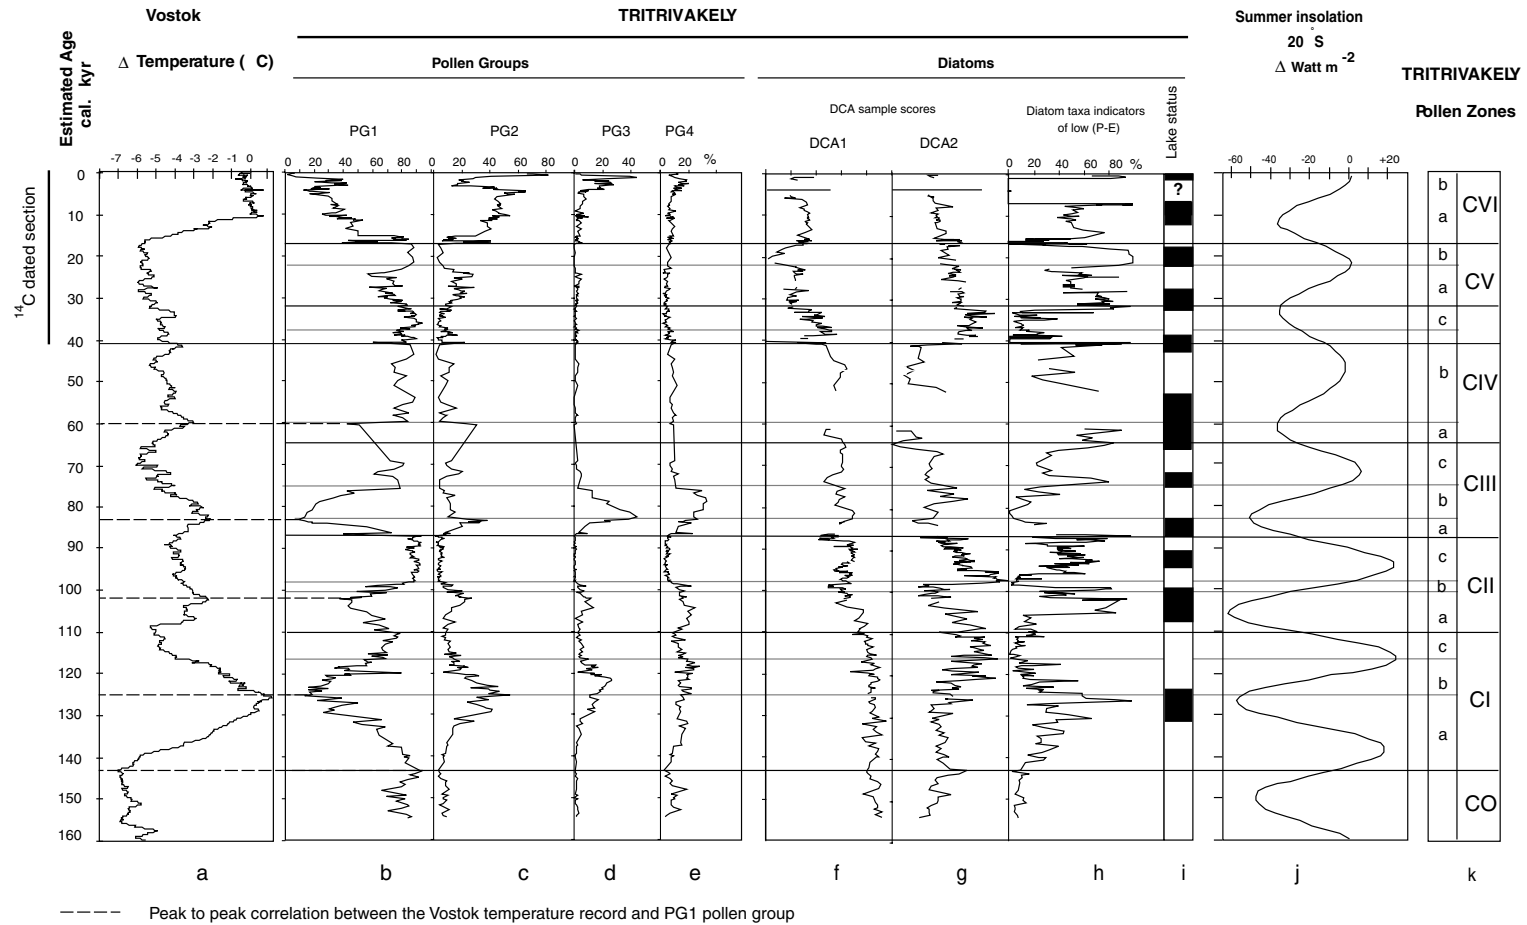 Vostok
TRITRIVAKELY
Summer insolation
20 °S
Δ Watt m -2
Δ Temperature ( C)
Pollen Groups
Diatoms
TRITRIVAKELY
Pollen Zones
Estimated Age
cal. kyr
DCA sample scores
Diatom taxa indicators
of low (P-E)
Lake status
PG1
PG2
PG3
PG4
DCA1
DCA2
-7 -6 -5 -4 -3 -2 -1 0
0 20 40 60 80
0 20 40 60 80
0 20 40
0 20 %
0 20 40 60 80 %
-60 -40 -20 0 +20
14C dated section
0
10
20
30
40
50
60
70
80
90
100
110
120
130
140
150
160
?
b
a
CVI
b
a
CV
c
b
CIV
a
c
CIII
b
a
c
b
CII
a
c
b
CI
a
CO
a b c d e f g h i j k
Peak to peak correlation between the Vostok temperature record and PG1 pollen group